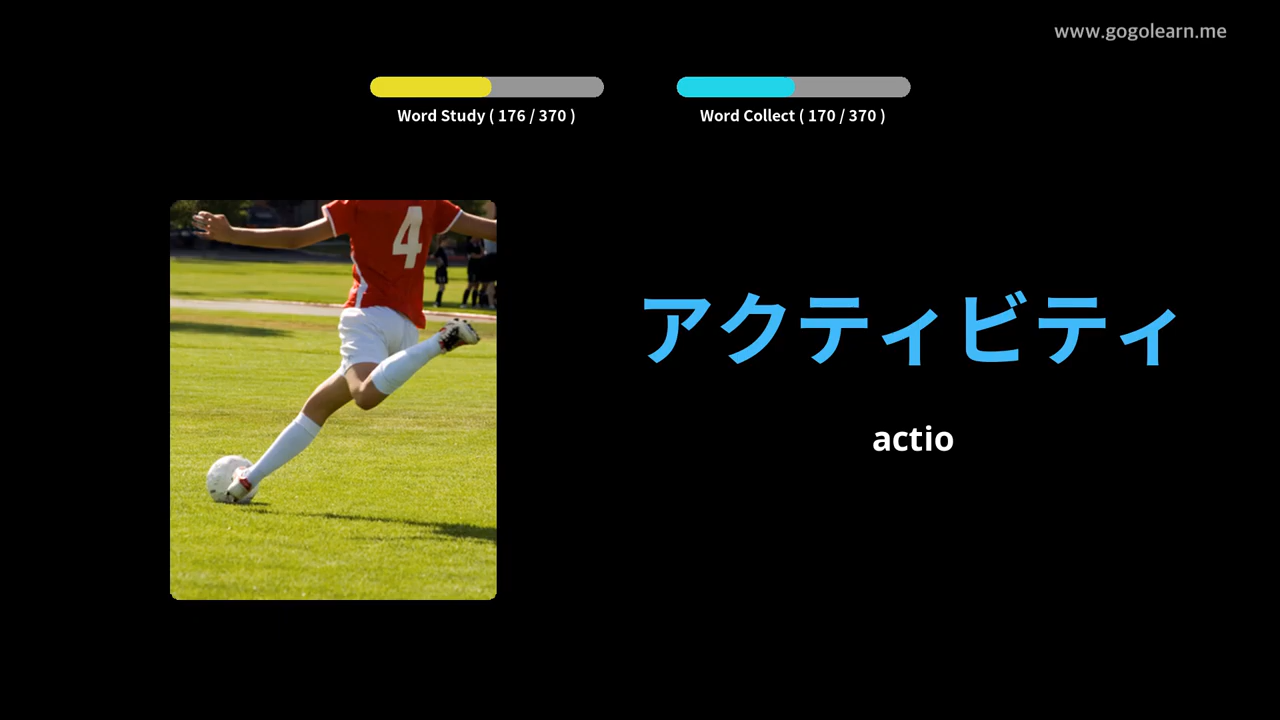 www.gogolearn.me
Word Study ( 176 / 370 )
Word Collect ( 170 / 370 )
4
アクティビティ
actio